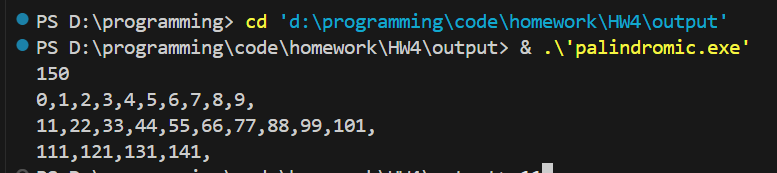 PS D:\programming> cd 'd:\programming\code\homework\HW4\output'
PS D:\programming\code\homework\HW4\output> & .\'palindromic.exe'
150
0,1,2,3,4,5,6,7,8,9,
11,22,33,44,55,66,77,88,99,101,
111,121,131,141,